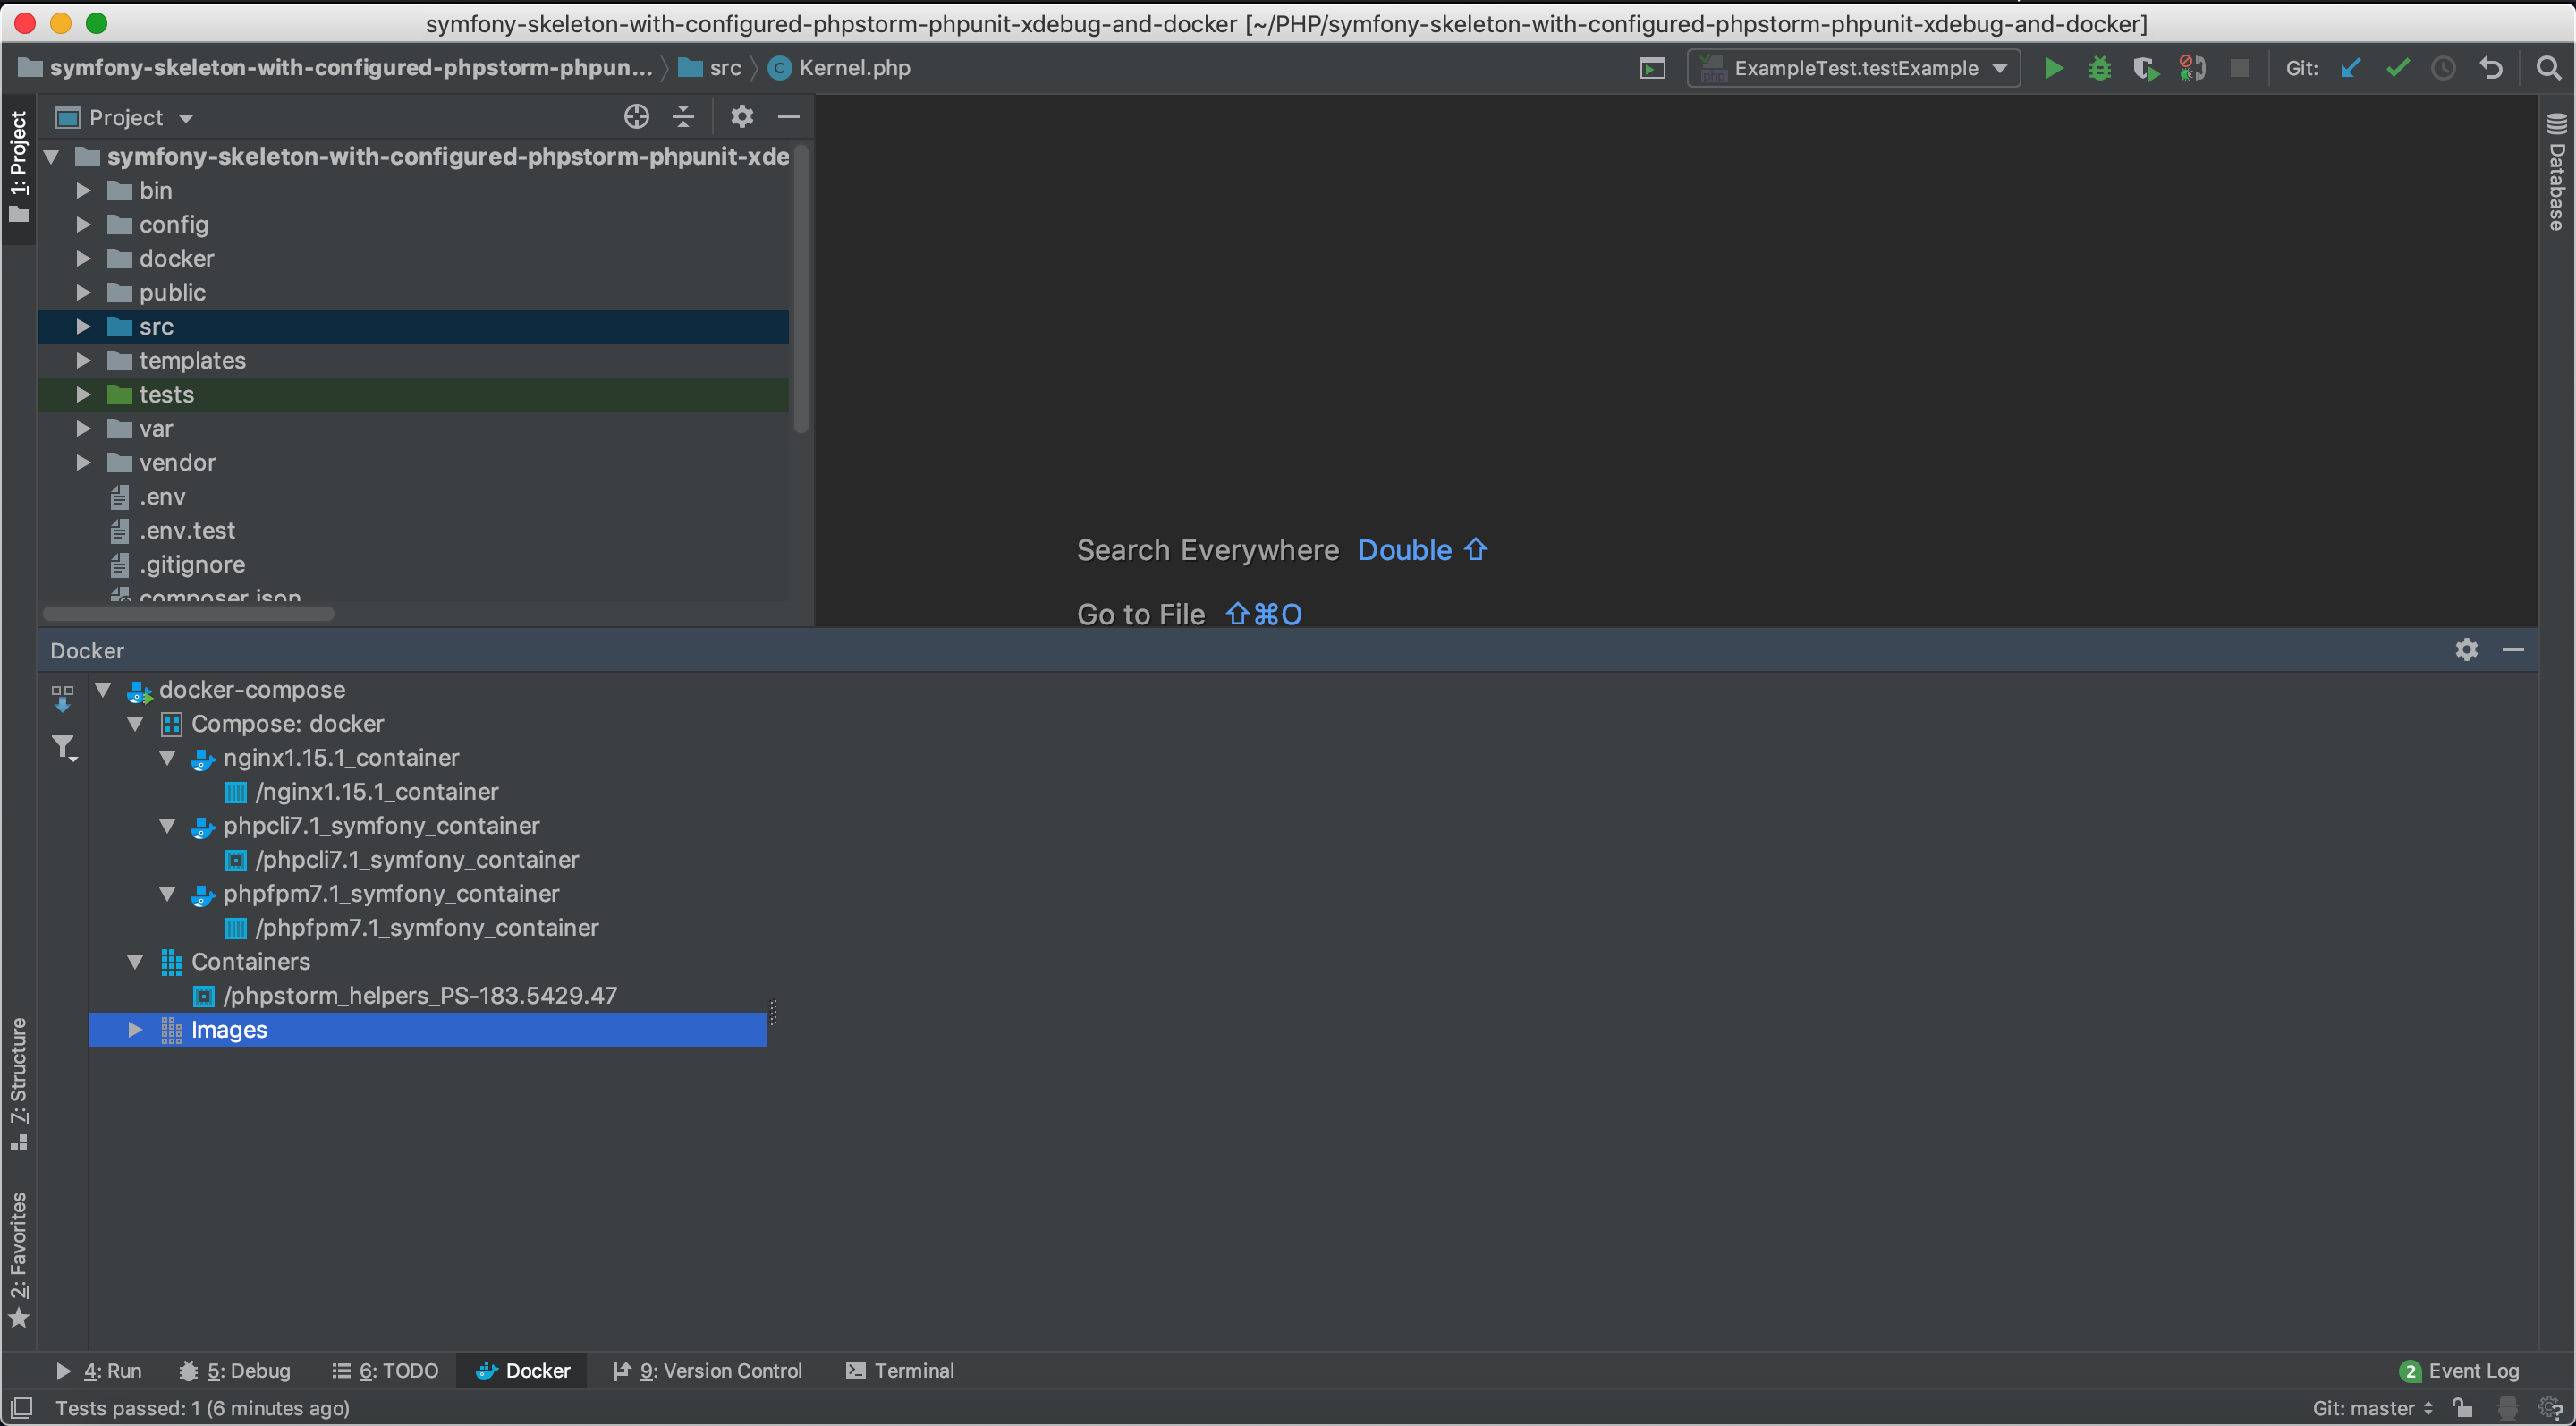 symfony-skeleton-with-configured-phpstorm-phpunit-xdebug-and-docker [~/PHP/symfony-skeleton-with-configured-phpstorm-phpunit-xdebug-and-docker]
symfony-skeleton-with-configured-phpstorm-phpun... src Kernel.php
php ExampleTest.testExample Git:
1: Project
Project
symfony-skeleton-with-configured-phpstorm-phpunit-xde
bin
config
docker
public
src
templates
tests
var
vendor
.env
.env.test
.gitignore
composer.json
Search Everywhere Double ⇧
Go to File ⇧⌘O
Database
Docker
docker-compose
Compose: docker
nginx1.15.1_container
/nginx1.15.1_container
phpcli7.1_symfony_container
/phpcli7.1_symfony_container
phpfpm7.1_symfony_container
/phpfpm7.1_symfony_container
Containers
/phpstorm_helpers_PS-183.5429.47
Images
7: Structure
2: Favorites
4: Run 5: Debug 6: TODO Docker 9: Version Control Terminal 2 Event Log
Tests passed: 1 (6 minutes ago) Git: master